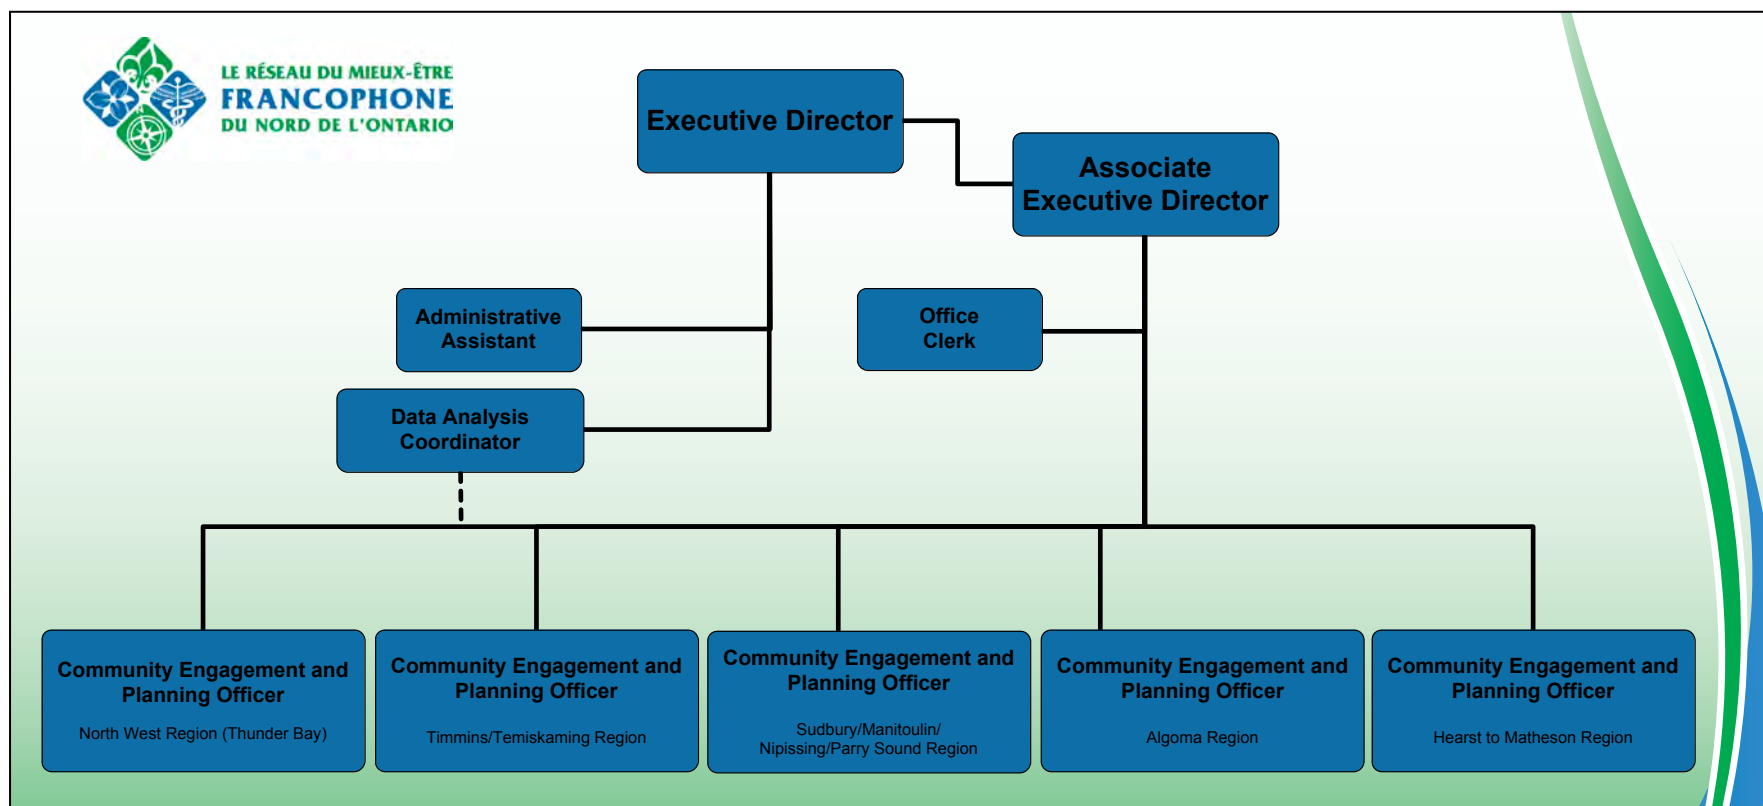 LE RÉSEAU DU MIEUX-ÊTRE
FRANCOPHONE
DU NORD DE L'ONTARIO
Executive Director
Associate
Executive Director
Administrative
Assistant
Office
Clerk
Data Analysis
Coordinator
Community Engagement and
Planning Officer
North West Region (Thunder Bay)
Community Engagement and
Planning Officer
Timmins/Temiskaming Region
Community Engagement and
Planning Officer
Sudbury/Manitoulin/
Nipissing/Parry Sound Region
Community Engagement and
Planning Officer
Algoma Region
Community Engagement and
Planning Officer
Hearst to Matheson Region